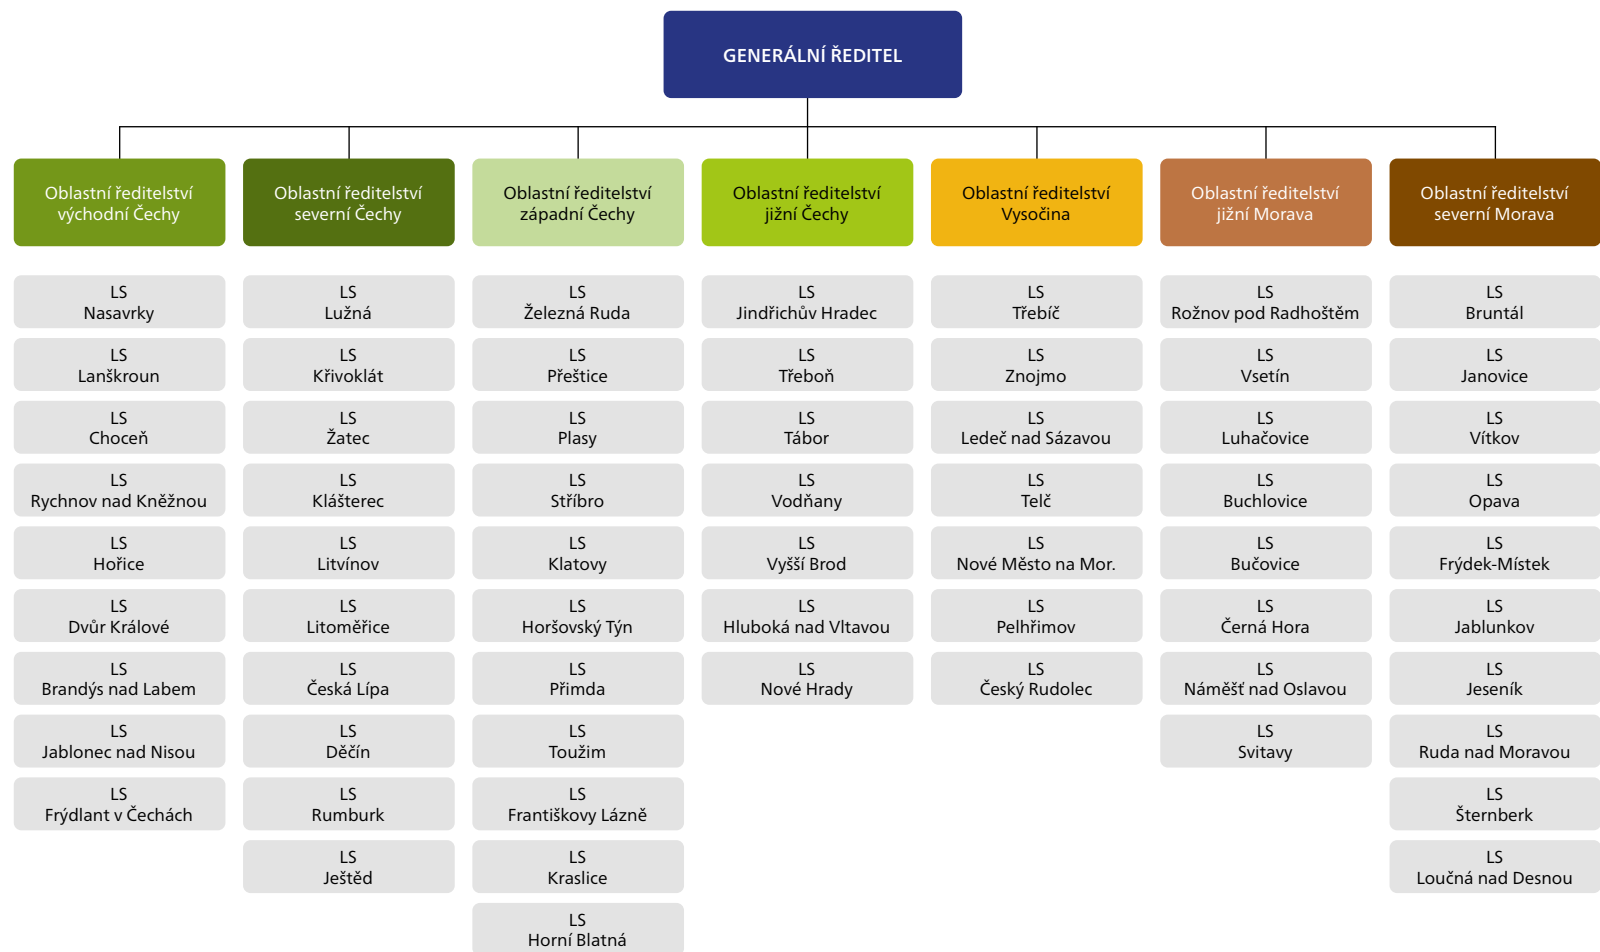 GENERÁLNÍ ŘEDITEL
Oblastní ředitelství
východní Čechy
Oblastní ředitelství
severní Čechy
Oblastní ředitelství
západní Čechy
Oblastní ředitelství
jižní Čechy
Oblastní ředitelství
Vysočina
Oblastní ředitelství
jižní Morava
Oblastní ředitelství
severní Morava
LS
Nasavrky
LS
Lanškroun
LS
Choceň
LS
Rychnov nad Kněžnou
LS
Hořice
LS
Dvůr Králové
LS
Brandýs nad Labem
LS
Jablonec nad Nisou
LS
Frýdlant v Čechách
LS
Lužná
LS
Křivoklát
LS
Žatec
LS
Klášterec
LS
Litvínov
LS
Litoměřice
LS
Česká Lípa
LS
Děčín
LS
Rumburk
LS
Ještěd
LS
Železná Ruda
LS
Přeštice
LS
Plasy
LS
Stříbro
LS
Klatovy
LS
Horšovský Týn
LS
Přimda
LS
Toužim
LS
Františkovy Lázně
LS
Kraslice
LS
Horní Blatná
LS
Jindřichův Hradec
LS
Třeboň
LS
Tábor
LS
Vodňany
LS
Vyšší Brod
LS
Hluboká nad Vltavou
LS
Nové Hrady
LS
Třebíč
LS
Znojmo
LS
Ledeč nad Sázavou
LS
Telč
LS
Nové Město na Mor.
LS
Pelhřimov
LS
Český Rudolec
LS
Rožnov pod Radhoštěm
LS
Vsetín
LS
Luhačovice
LS
Buchlovice
LS
Bučovice
LS
Černá Hora
LS
Náměšť nad Oslavou
LS
Svitavy
LS
Bruntál
LS
Janovice
LS
Vítkov
LS
Opava
LS
Frýdek-Místek
LS
Jablunkov
LS
Jeseník
LS
Ruda nad Moravou
LS
Šternberk
LS
Loučná nad Desnou